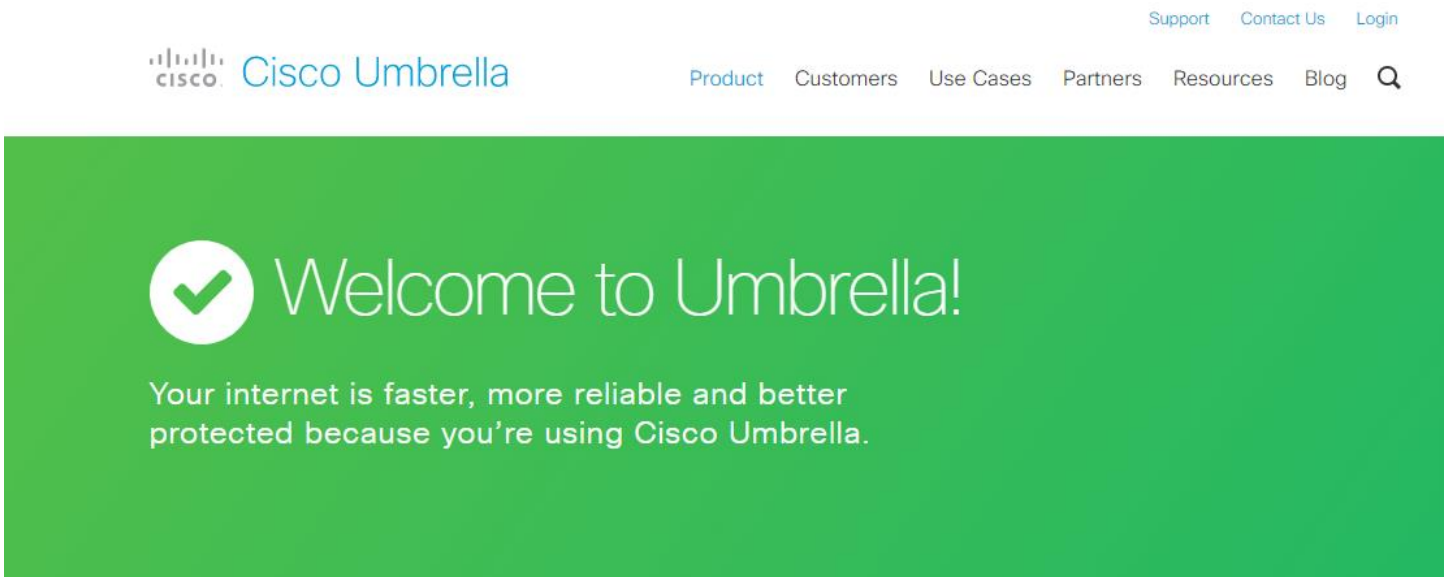 Support Contact Us Login
CISCO Cisco Umbrella Product Customers Use Cases Partners Resources Blog
Welcome to Umbrella!
Your internet is faster, more reliable and better
protected because you’re using Cisco Umbrella.